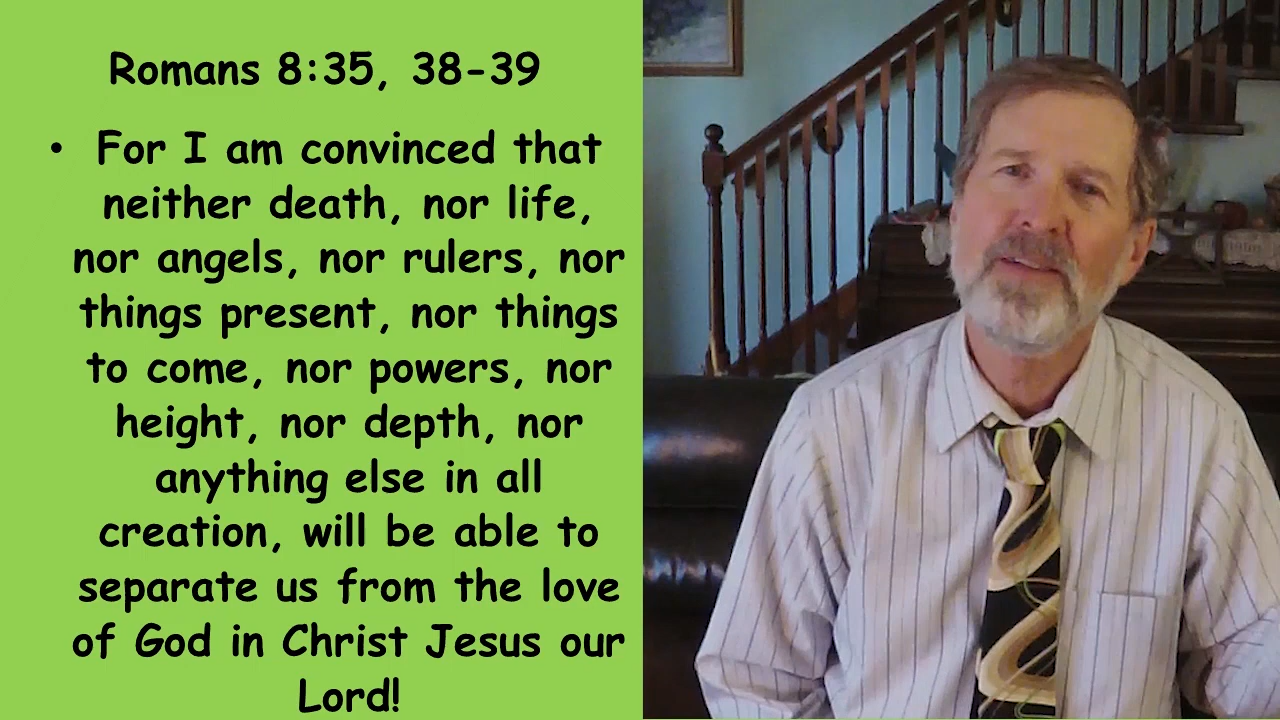 Romans 8:35, 38-39
• For I am convinced that
neither death, nor life,
nor angels, nor rulers, nor
things present, nor things
to come, nor powers, nor
height, nor depth, nor
anything else in all
creation, will be able to
separate us from the love
of God in Christ Jesus our
Lord!